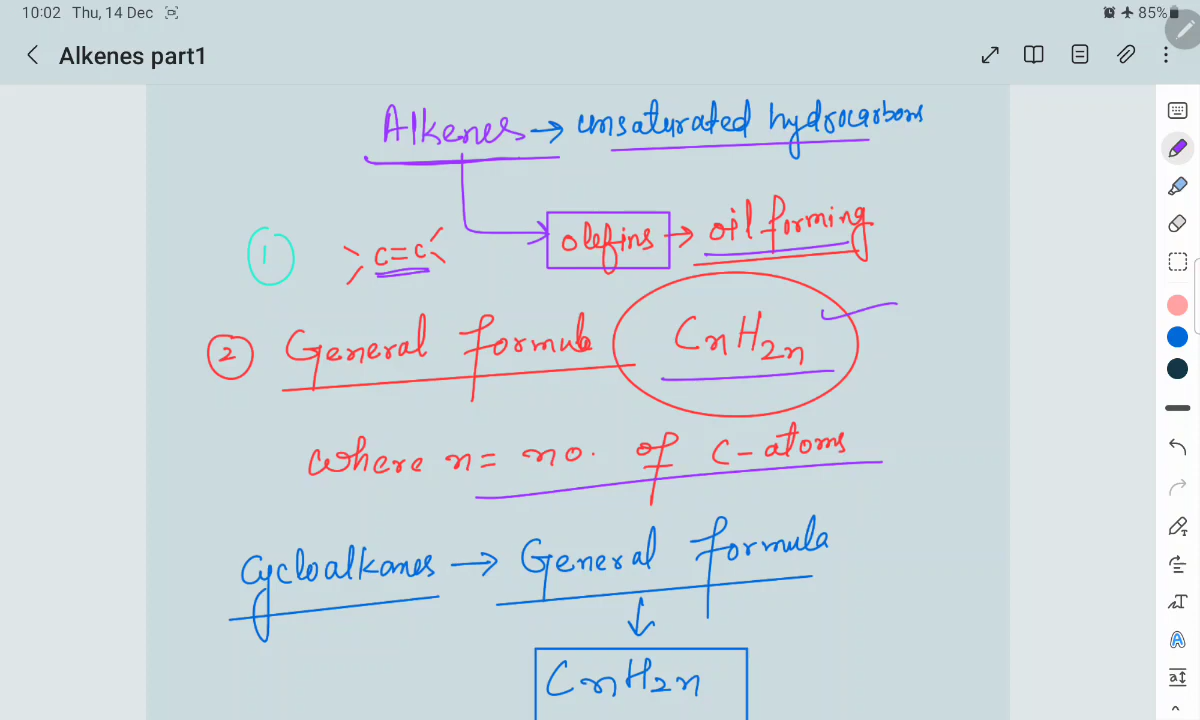 10:02 Thu, 14 Dec 85%
Alkenes part1
Alkenes → unsaturated hydrocarbons
olefins → oil forming
1 >C=C<
2 General formula CnH2n
where n = no. of C-atoms
Cycloalkanes → General formula
↓
CnH2n